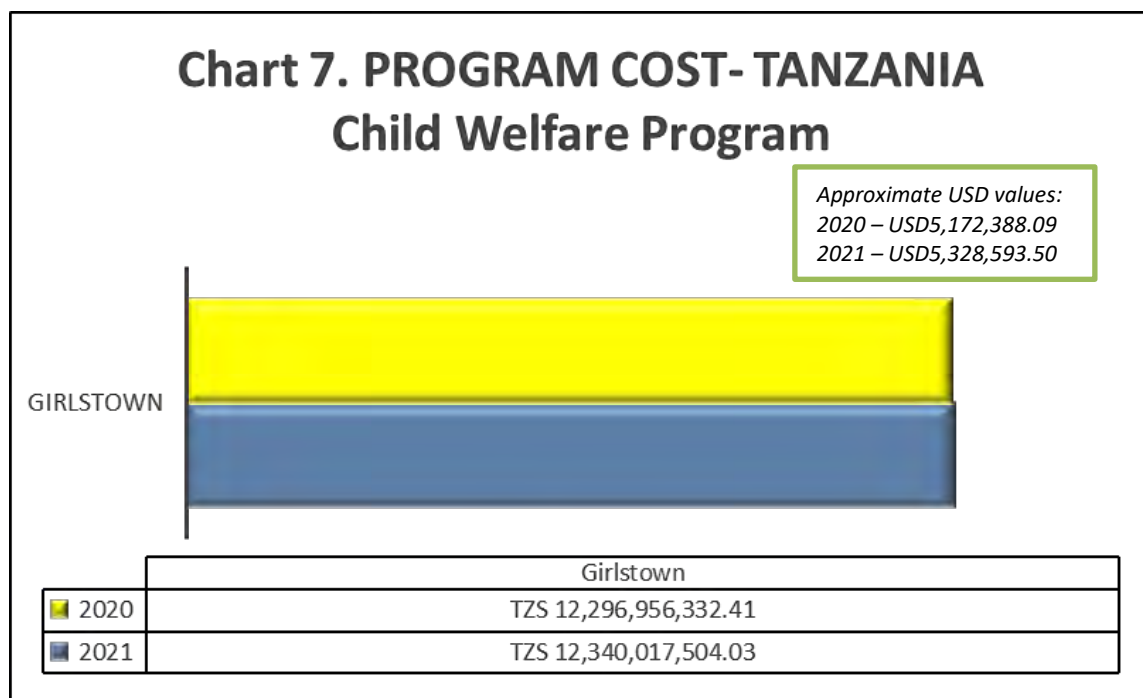 Chart 7. PROGRAM COST- TANZANIA
Child Welfare Program
Approximate USD values:
2020 – USD5,172,388.09
2021 – USD5,328,593.50
GIRLSTOWN
Girlstown
2020 TZS 12,296,956,332.41
2021 TZS 12,340,017,504.03